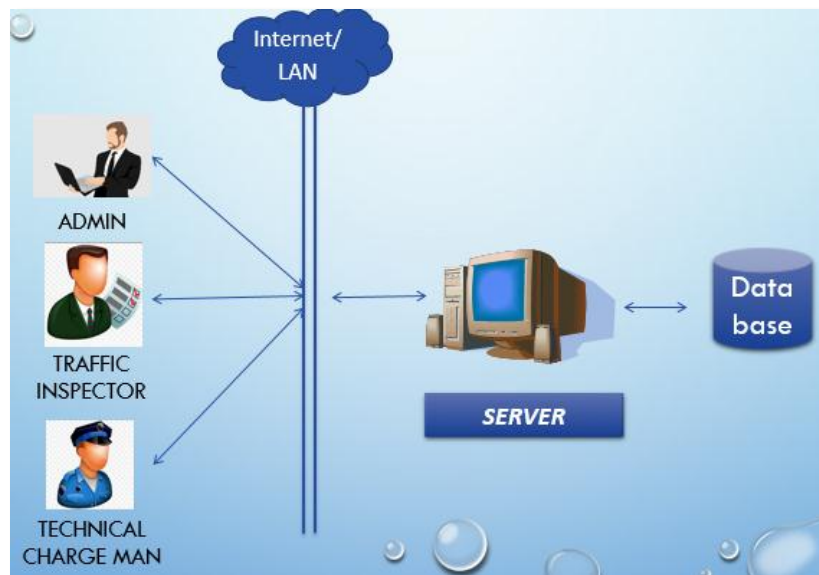 Internet/
LAN
ADMIN
TRAFFIC
INSPECTOR
TECHNICAL
CHARGE MAN
SERVER
Data
base